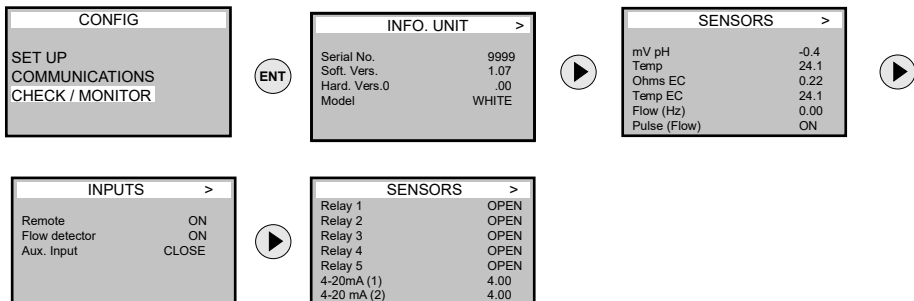 CONFIG
SET UP
COMMUNICATIONS
CHECK / MONITOR
ENT
INFO. UNIT >
Serial No. 9999
Soft. Vers. 1.07
Hard. Vers.0 .00
Model WHITE
SENSORS >
mV pH -0.4
Temp 24.1
Ohms EC 0.22
Temp EC 24.1
Flow (Hz) 0.00
Pulse (Flow) ON
INPUTS >
Remote ON
Flow detector ON
Aux. Input CLOSE
SENSORS >
Relay 1 OPEN
Relay 2 OPEN
Relay 3 OPEN
Relay 4 OPEN
Relay 5 OPEN
4-20mA (1) 4.00
4-20 mA (2) 4.00